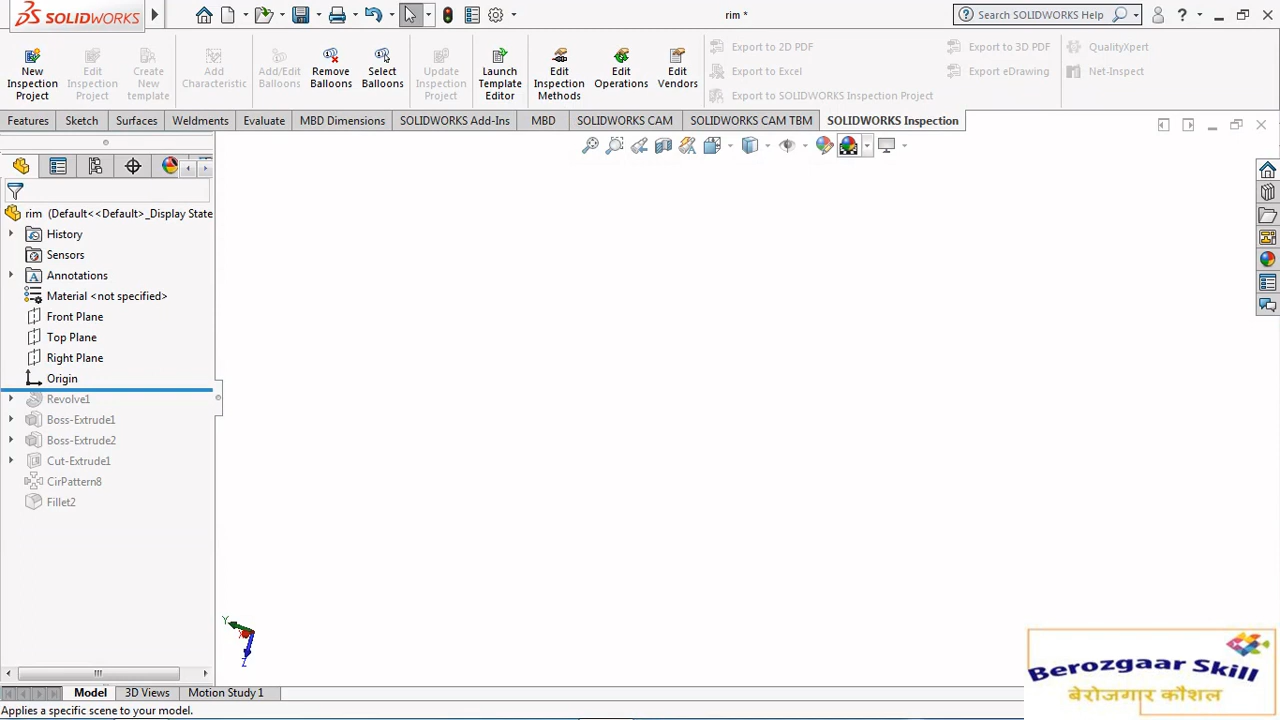 SOLIDWORKS
rim *
Search SOLIDWORKS Help
New Inspection Project
Edit Inspection Project
Create New template
Add Characteristic
Add/Edit Balloons
Remove Balloons
Select Balloons
Update Inspection Project
Launch Template Editor
Edit Inspection Methods
Edit Operations
Edit Vendors
Export to 2D PDF
Export to Excel
Export to SOLIDWORKS Inspection Project
Export to 3D PDF
Export eDrawing
QualityXpert
Net-Inspect
Features
Sketch
Surfaces
Weldments
Evaluate
MBD Dimensions
SOLIDWORKS Add-Ins
MBD
SOLIDWORKS CAM
SOLIDWORKS CAM TBM
SOLIDWORKS Inspection
rim (Default<<Default>_Display State
History
Sensors
Annotations
Material <not specified>
Front Plane
Top Plane
Right Plane
Origin
Revolve1
Boss-Extrude1
Boss-Extrude2
Cut-Extrude1
CirPattern8
Fillet2
Y
X
Z
Model
3D Views
Motion Study 1
Applies a specific scene to your model.
Berozgaar Skill
बेरोजगार कौशल